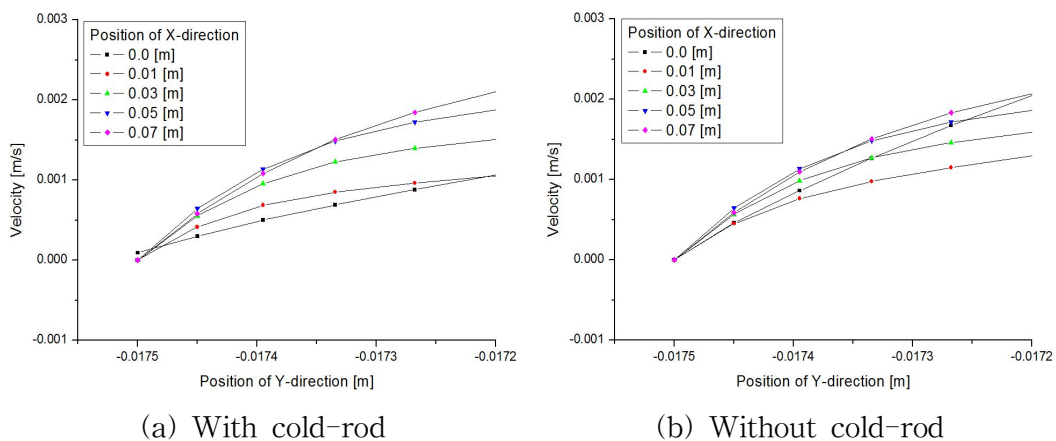 0.003
0.002
0.001
0.000
-0.001
Velocity [m/s]
Position of X-direction
0.0 [m]
0.01 [m]
0.03 [m]
0.05 [m]
0.07 [m]
-0.0175
-0.0174
-0.0173
-0.0172
Position of Y-direction [m]
(a) With cold-rod
0.003
0.002
0.001
0.000
-0.001
Velocity [m/s]
Position of X-direction
0.0 [m]
0.01 [m]
0.03 [m]
0.05 [m]
0.07 [m]
-0.0175
-0.0174
-0.0173
-0.0172
Position of Y-direction [m]
(b) Without cold-rod